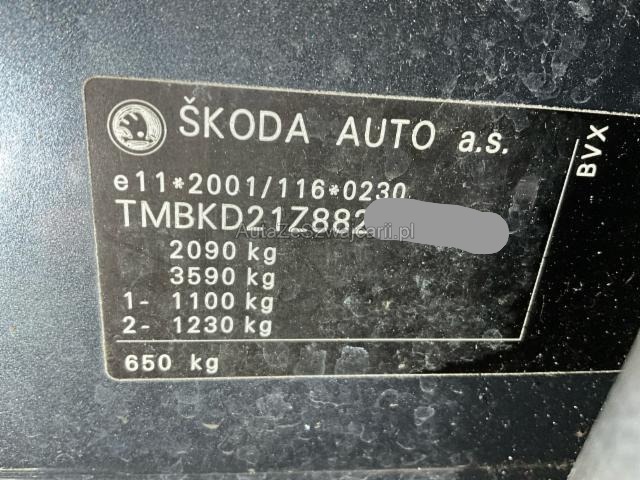 ŠKODA AUTO a.s.
BVX
e11*2001/116*0230
TMBKD21Z882
AutaZeSzwajcarii.pl
2090 kg
3590 kg
1- 1100 kg
2- 1230 kg
650 kg